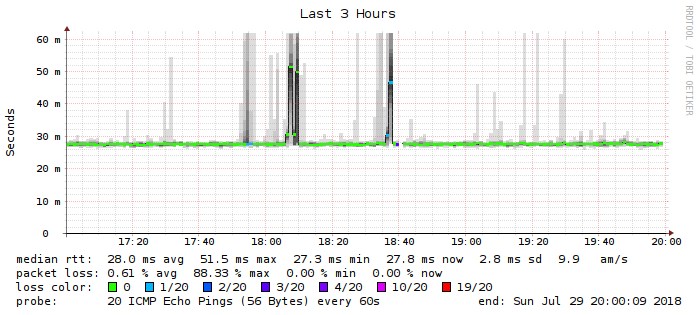 Last 3 Hours
RRDTOOL / TOBI OETIKER
Seconds
60 m
50 m
40 m
30 m
20 m
10 m
0
17:20 17:40 18:00 18:20 18:40 19:00 19:20 19:40 20:00
median rtt: 28.0 ms avg 51.5 ms max 27.3 ms min 27.8 ms now 2.8 ms sd 9.9 am/s
packet loss: 0.61 % avg 88.33 % max 0.00 % min 0.00 % now
loss color: 0 1/20 2/20 3/20 4/20 10/20 19/20
probe: 20 ICMP Echo Pings (56 Bytes) every 60s end: Sun Jul 29 20:00:09 2018